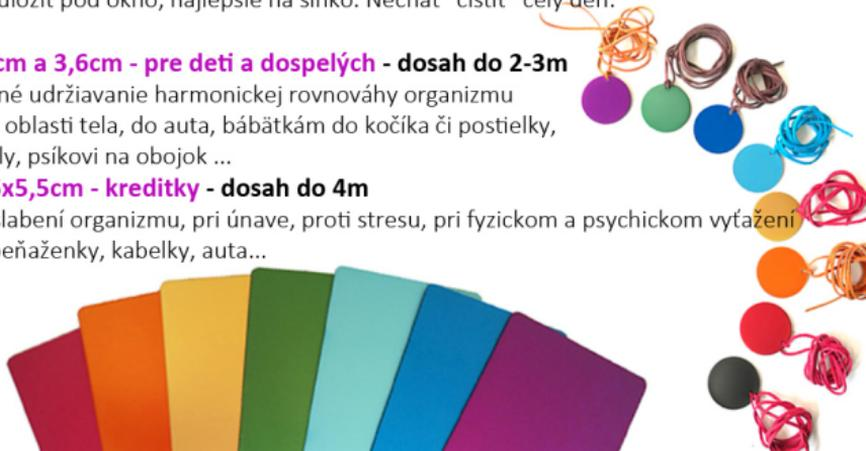 uložiť pod okno, najlepšie na slnko. Nechať "čistiť" celý deň.
cm a 3,6cm - pre deti a dospelých - dosah do 2-3m
né udržiavanie harmonickej rovnováhy organizmu
oblasti tela, do auta, bábätkám do kočíka či postielky,
ly, psíkovi na obojok ...
x5,5cm - kreditky - dosah do 4m
slabení organizmu, pri únave, proti stresu, pri fyzickom a psychickom vyťažení
peňaženky, kabelky, auta...